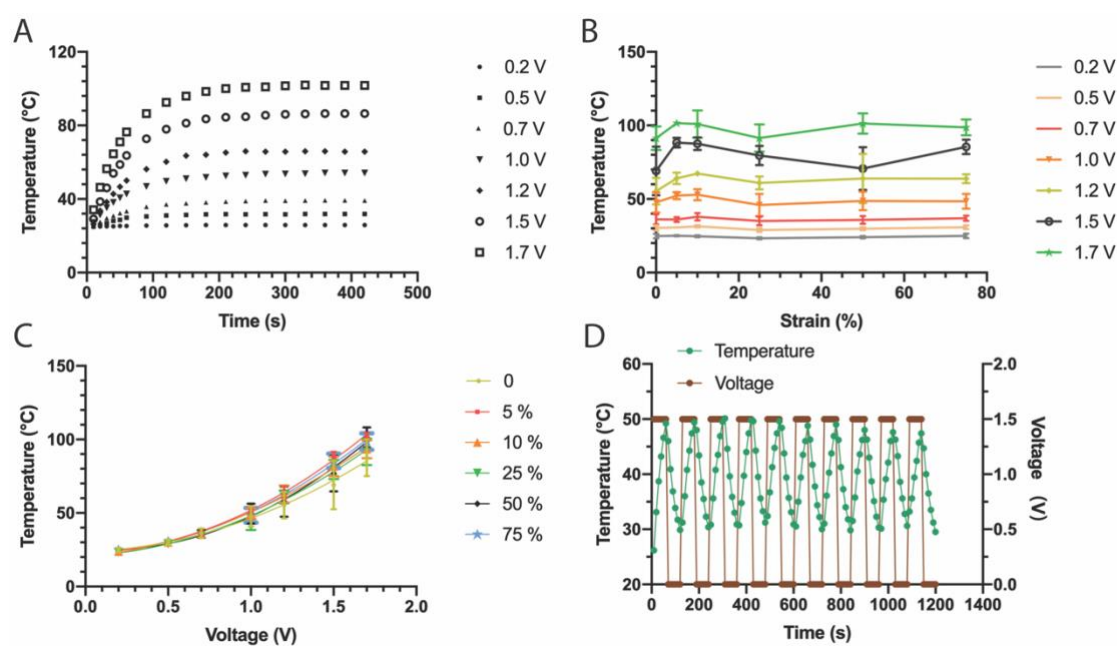 A
Temperature (°C)
120
80
40
0
0 100 200 300 400 500
Time (s)
0.2 V
0.5 V
0.7 V
1.0 V
1.2 V
1.5 V
1.7 V
B
Temperature (°C)
150
100
50
0
0 20 40 60 80
Strain (%)
0.2 V
0.5 V
0.7 V
1.0 V
1.2 V
1.5 V
1.7 V
C
Temperature (°C)
150
100
50
0
0.0 0.5 1.0 1.5 2.0
Voltage (V)
0
5 %
10 %
25 %
50 %
75 %
D
Temperature
Voltage
Temperature (°C)
60
50
40
30
20
2.0
1.5
1.0
0.5
0.0
Voltage (V)
0 200 400 600 800 1000 1200 1400
Time (s)